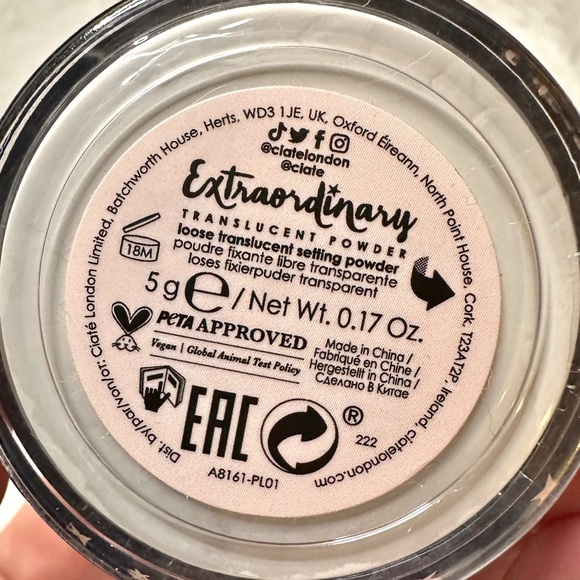 Dist. by/par/von/or: Ciaté London Limited, Batchworth House, Herts, WD3 1JE, UK, Oxford Éireann, North Point House, Cork, T23AT2P, Ireland, ciatelondon.com
@ciatelondon
@ciate
Extraordinary
TRANSLUCENT POWDER
loose translucent setting powder
poudre fixante libre transparente
loses fixierpuder transparent
18M
5g e / Net Wt. 0.17 Oz.
PETA APPROVED
Vegan | Global Animal Test Policy
Made in China /
Fabriqué en Chine /
Hergestellt in China /
Сделано В Китае
EAC
®
222
A8161-PL01